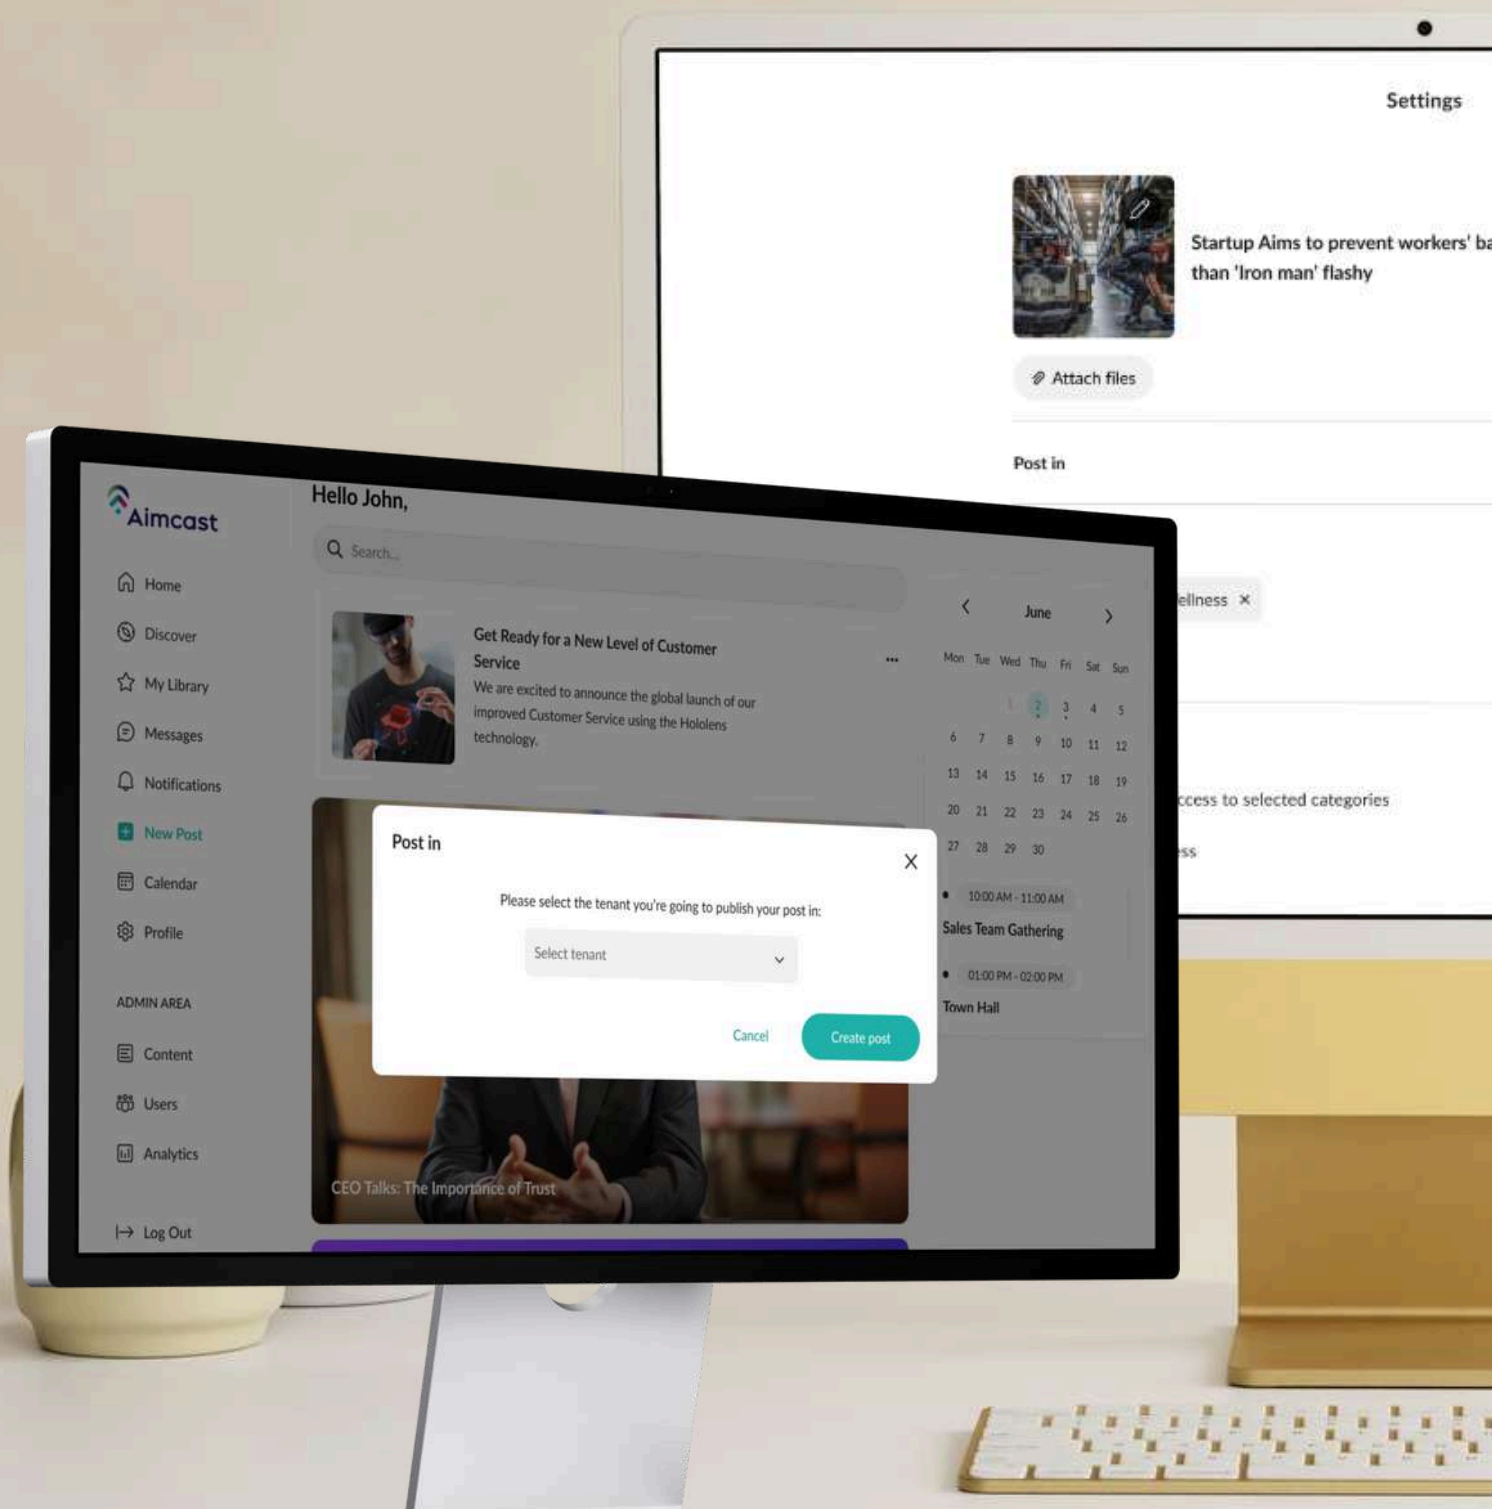 Settings
Startup Aims to prevent workers' ba
than 'Iron man' flashy
Attach files
Post in
ellness ×
ccess to selected categories
ess
Aimcast
Home
Discover
My Library
Messages
Notifications
New Post
Calendar
Profile
ADMIN AREA
Content
Users
Analytics
Log Out
Hello John,
Search...
Get Ready for a New Level of Customer
Service
We are excited to announce the global launch of our
improved Customer Service using the Hololens
technology.
Post in
X
Please select the tenant you're going to publish your post in:
Select tenant
Cancel
Create post
CEO Talks: The Importance of Trust
June
Mon Tue Wed Thu Fri Sat Sun
1 2 3 4 5
6 7 8 9 10 11 12
13 14 15 16 17 18 19
20 21 22 23 24 25 26
27 28 29 30
10:00 AM - 11:00 AM
Sales Team Gathering
01:00 PM - 02:00 PM
Town Hall